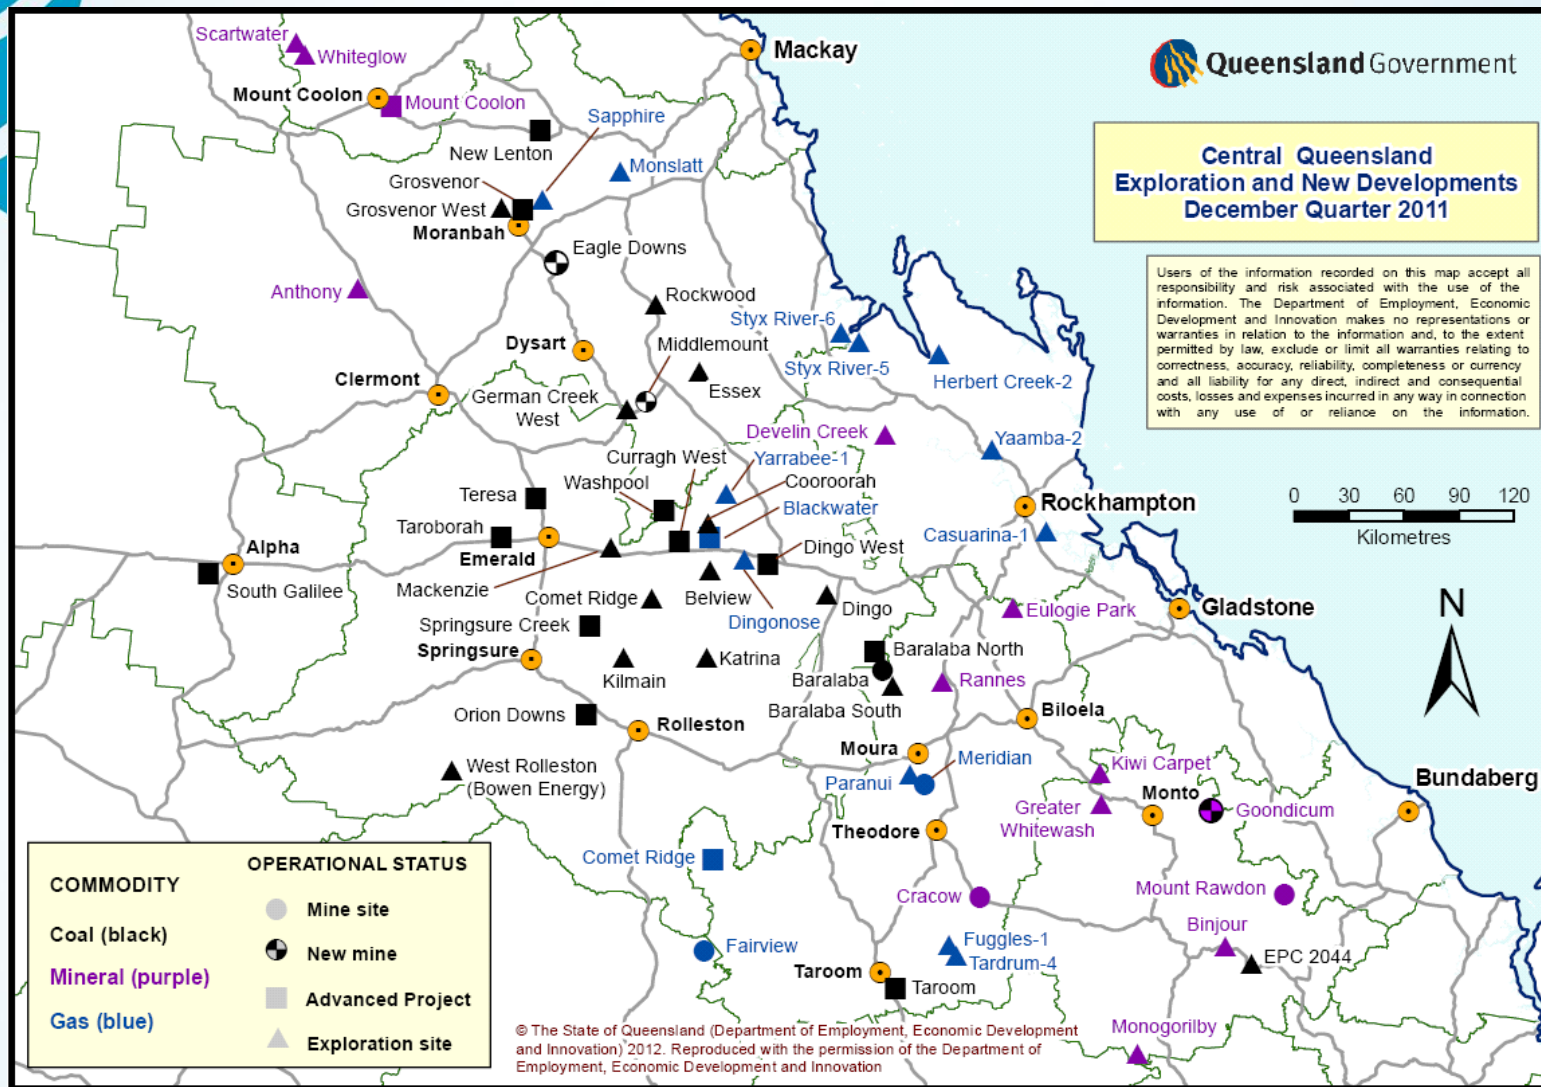 Scartwater
Whiteglow
Mackay
Queensland Government
Mount Coolon
Mount Coolon
Sapphire
New Lenton
Monslatt
Central Queensland
Exploration and New Developments
December Quarter 2011
Grosvenor
Grosvenor West
Moranbah
Eagle Downs
Users of the information recorded on this map accept all
responsibility and risk associated with the use of the
information. The Department of Employment, Economic
Development and Innovation makes no representations or
warranties in relation to the information and, to the extent
permitted by law, exclude or limit all warranties relating to
correctness, accuracy, reliability, completeness or currency
and all liability for any direct, indirect and consequential
costs, losses and expenses incurred in any way in connection
with any use of or reliance on the information.
Anthony
Rockwood
Styx River-6
Dysart
Middlemount
Styx River-5
Herbert Creek-2
Clermont
German Creek
West
Essex
Develin Creek
Yaamba-2
Curragh West
Yarrabee-1
Washpool
Cooroorah
Teresa
Blackwater
Rockhampton
0 30 60 90 120
Kilometres
Taroborah
Casuarina-1
Alpha
Emerald
Dingo West
South Galilee
Mackenzie
Comet Ridge
Belview
Dingo
Eulogie Park
Gladstone
N
Springsure Creek
Dingonose
Springsure
Baralaba North
Kilmain
Katrina
Baralaba
Rannes
Baralaba South
Orion Downs
Rolleston
Biloela
Moura
Meridian
West Rolleston
(Bowen Energy)
Paranui
Kiwi Carpet
Bundaberg
Monto
Greater
Whitewash
Goondicum
Theodore
Comet Ridge
Cracow
Mount Rawdon
Binjour
Fairview
Fuggles-1
Tardrum-4
EPC 2044
Taroom
Taroom
Monogorilby
COMMODITY
Coal (black)
Mineral (purple)
Gas (blue)
OPERATIONAL STATUS
Mine site
New mine
Advanced Project
Exploration site
© The State of Queensland (Department of Employment, Economic Development
and Innovation) 2012. Reproduced with the permission of the Department of
Employment, Economic Development and Innovation